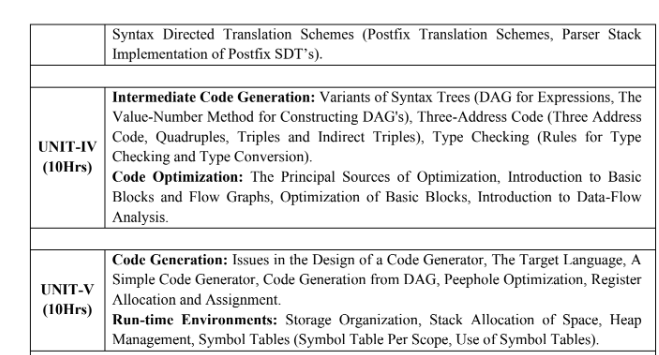 Syntax Directed Translation Schemes (Postfix Translation Schemes, Parser Stack
Implementation of Postfix SDT's).
Intermediate Code Generation: Variants of Syntax Trees (DAG for Expressions, The
Value-Number Method for Constructing DAG's), Three-Address Code (Three Address
Code, Quadruples, Triples and Indirect Triples), Type Checking (Rules for Type
Checking and Type Conversion).
UNIT-IV
(10Hrs)
Code Optimization: The Principal Sources of Optimization, Introduction to Basic
Blocks and Flow Graphs, Optimization of Basic Blocks, Introduction to Data-Flow
Analysis.
Code Generation: Issues in the Design of a Code Generator, The Target Language, A
Simple Code Generator, Code Generation from DAG, Peephole Optimization, Register
Allocation and Assignment.
UNIT-V
(10Hrs)
Run-time Environments: Storage Organization, Stack Allocation of Space, Heap
Management, Symbol Tables (Symbol Table Per Scope, Use of Symbol Tables).